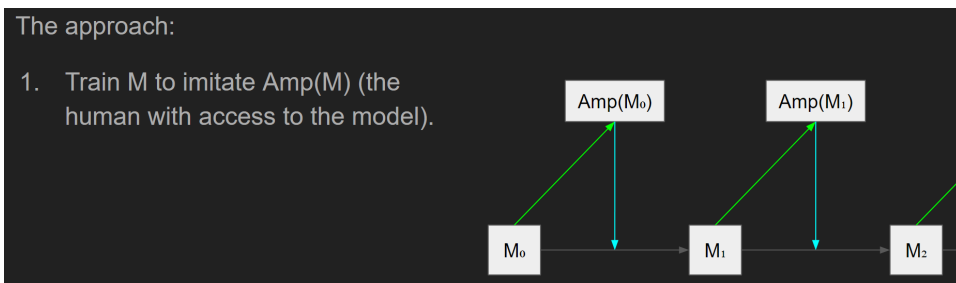 The approach:
1. Train M to imitate Amp(M) (the
human with access to the model).
Amp(M₀)
Amp(M₁)
M₀
M₁
M₂